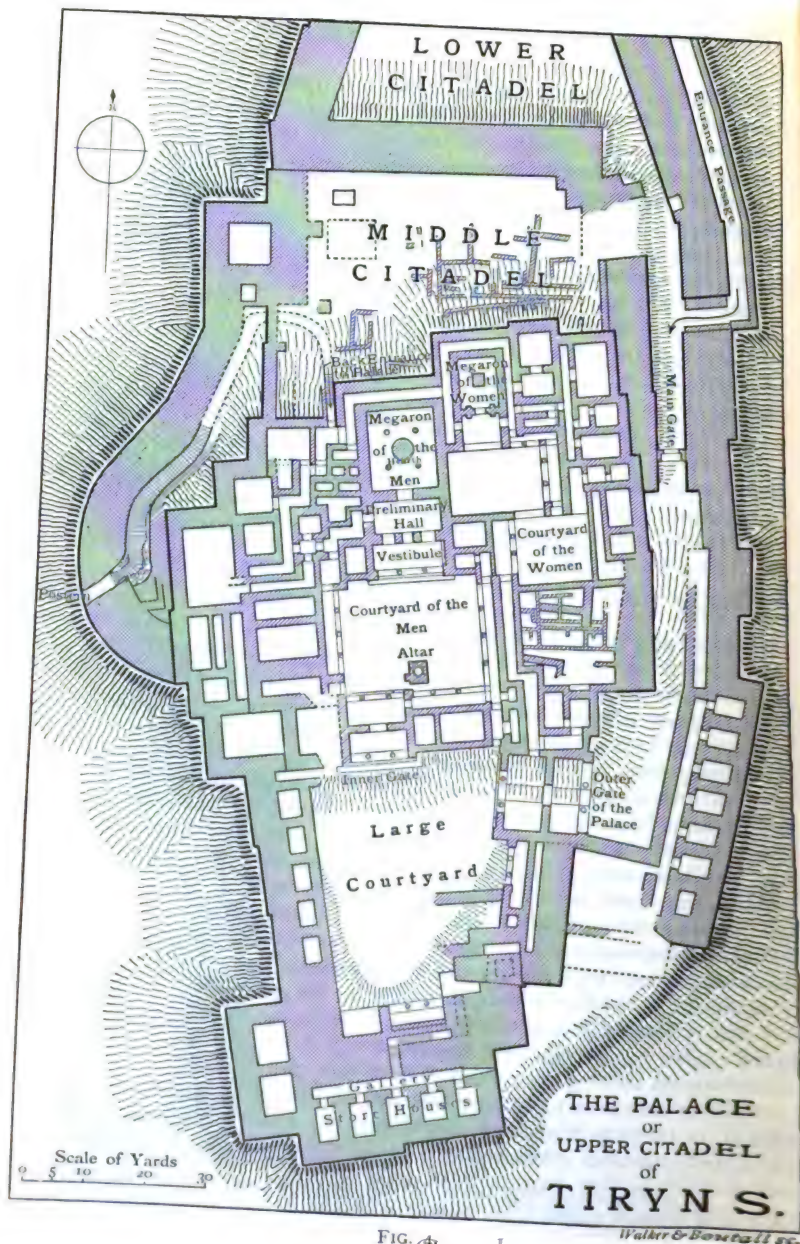 LOWER
CITADEL
Entrance Passage
N
MIDDLE
CITADEL
Back Entrance
Megaron
of the
Women
Main Gate
Megaron
of the
Hearth
Men
Preliminary
Hall
Vestibule
Courtyard
of the
Women
Postern
Courtyard of the
Men
Altar
Inner Gate
Outer
Gate
of the
Palace
Large
Courtyard
Gallery
Store Houses
THE PALACE
or
UPPER CITADEL
of
TIRYNS.
Scale of Yards
0 5 10 20 30
FIG.
Walker & Boutall sc.